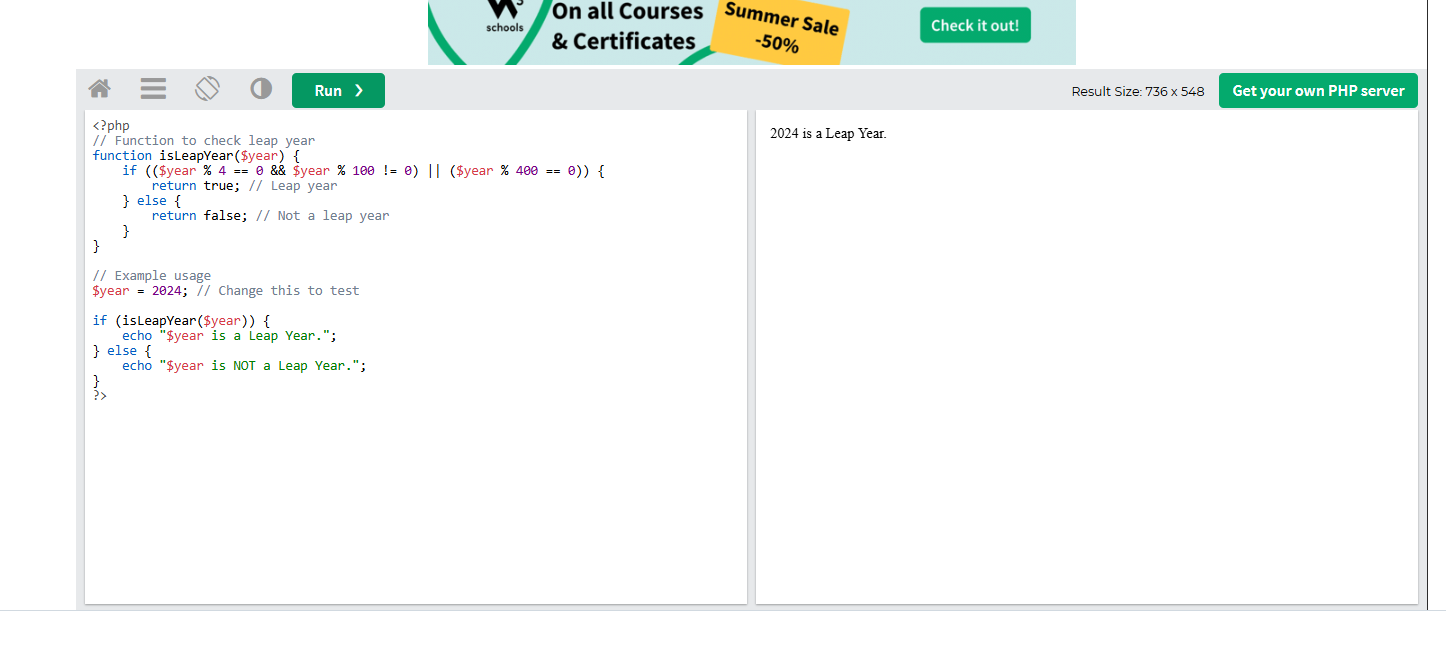 W3
schools
On all Courses
& Certificates
Summer Sale
-50%
Check it out!
Run ❯
Result Size: 736 x 548
Get your own PHP server
<?php
// Function to check leap year
function isLeapYear($year) {
    if (($year % 4 == 0 && $year % 100 != 0) || ($year % 400 == 0)) {
        return true; // Leap year
    } else {
        return false; // Not a leap year
    }
}

// Example usage
$year = 2024; // Change this to test

if (isLeapYear($year)) {
    echo "$year is a Leap Year.";
} else {
    echo "$year is NOT a Leap Year.";
}
?>
2024 is a Leap Year.